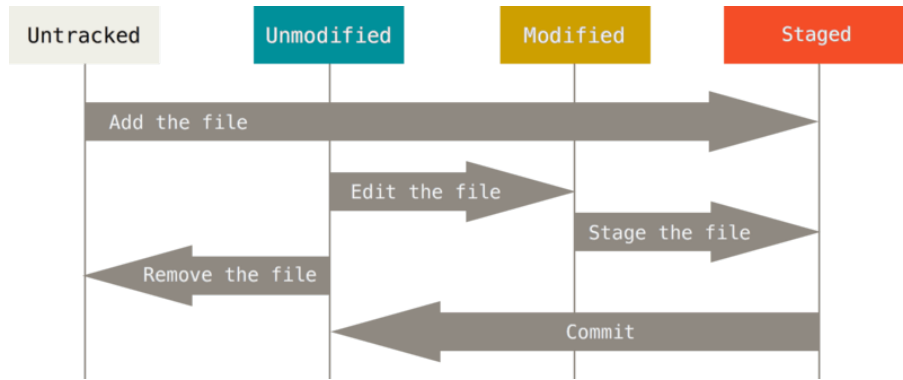 Untracked
Unmodified
Modified
Staged
Add the file
Edit the file
Stage the file
Remove the file
Commit